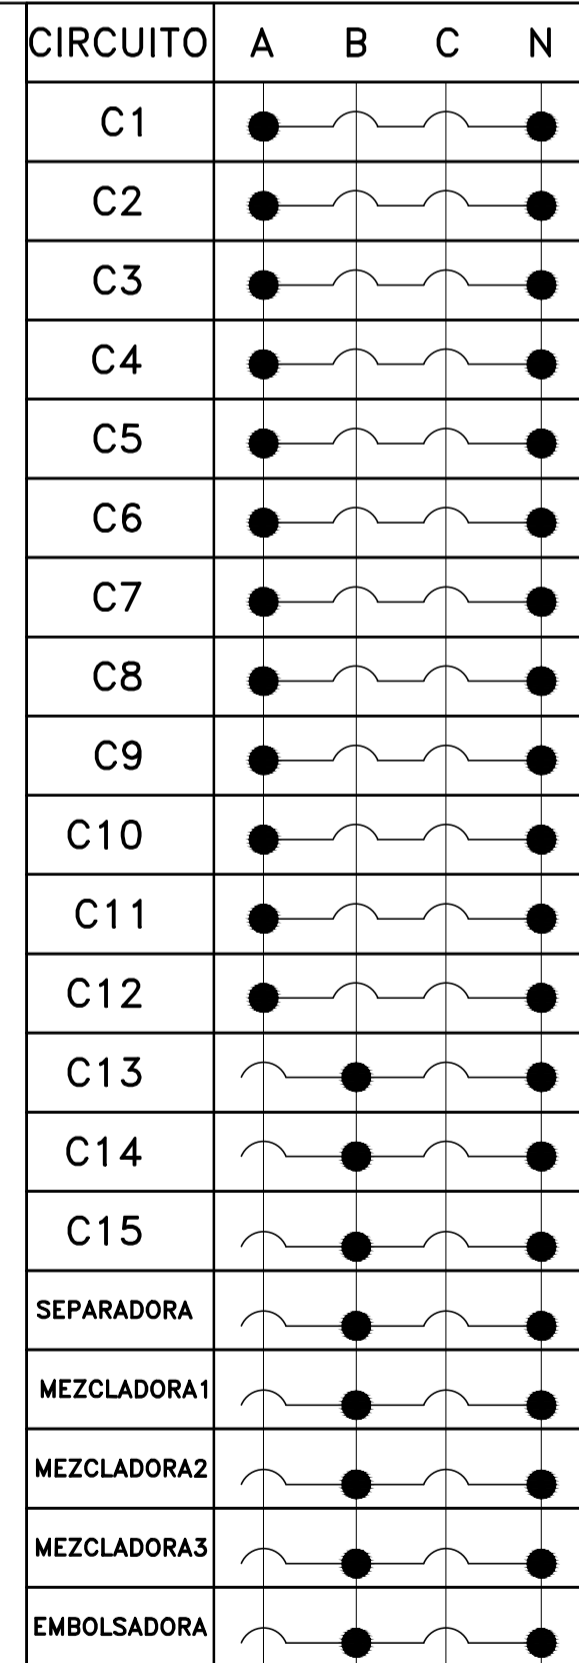 CIRCUITO A B C N
C1
C2
C3
C4
C5
C6
C7
C8
C9
C10
C11
C12
C13
C14
C15
SEPARADORA
MEZCLADORA1
MEZCLADORA2
MEZCLADORA3
EMBOLSADORA